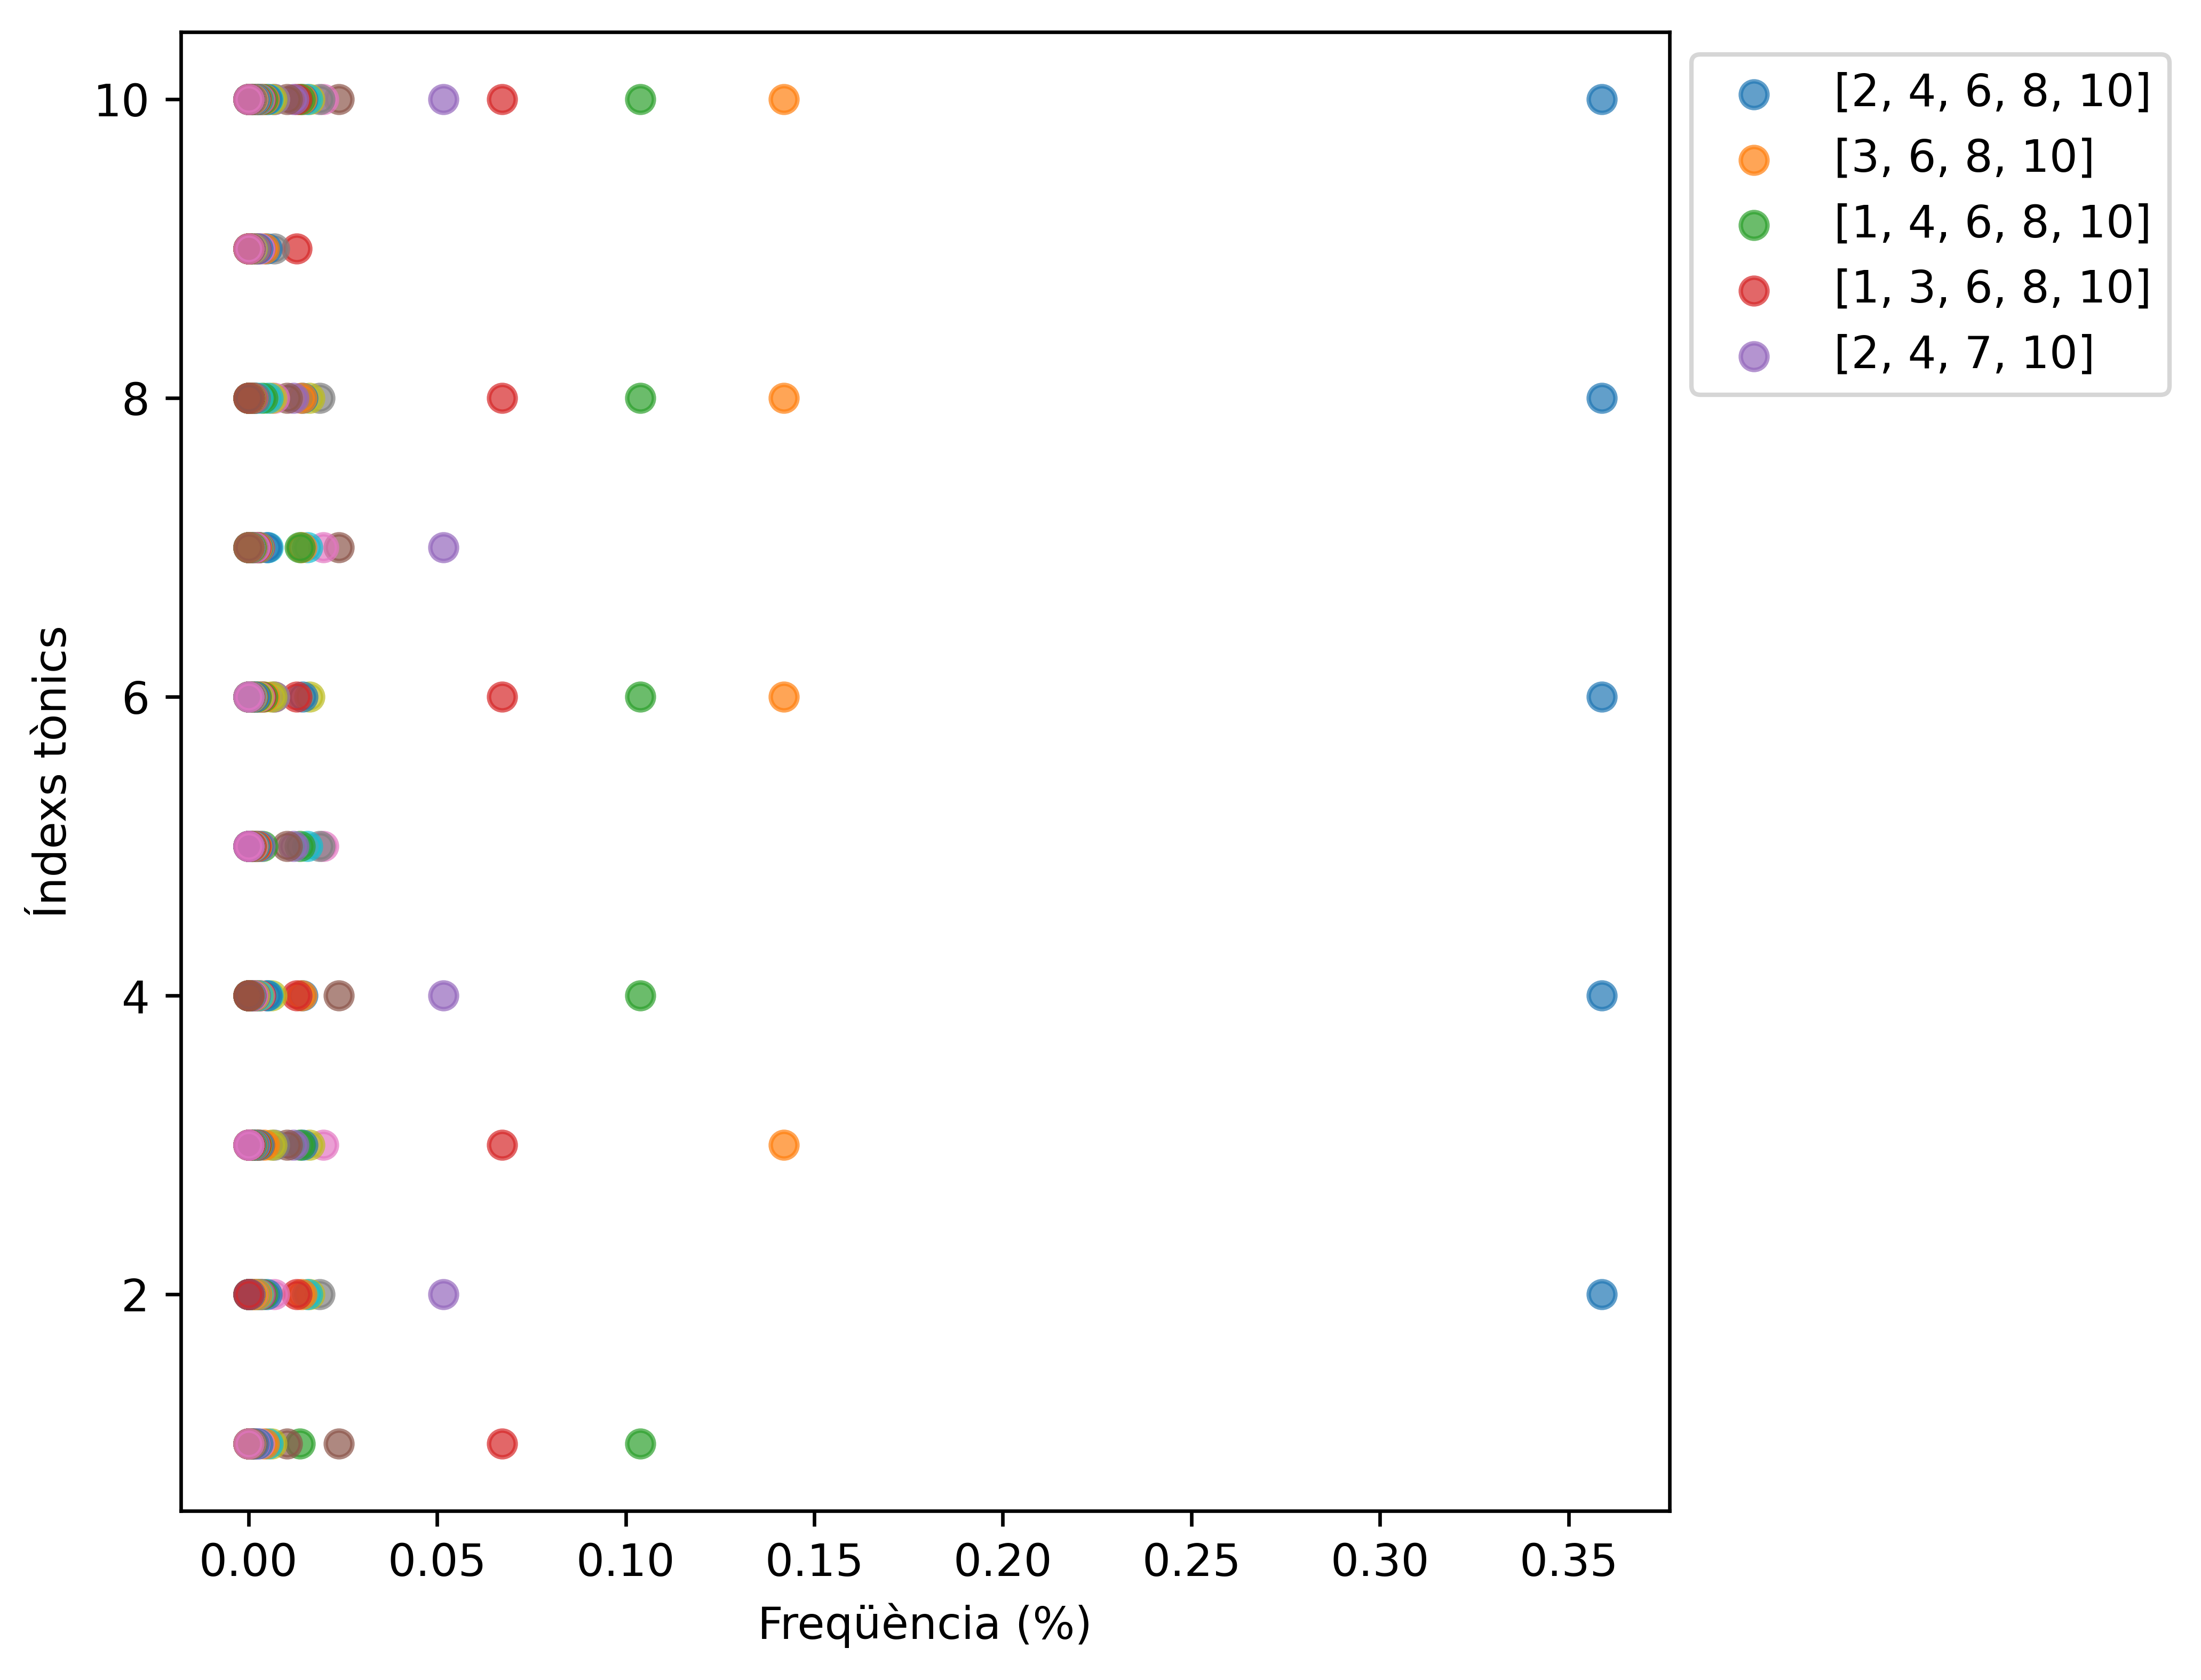 [2, 4, 6, 8, 10]
[3, 6, 8, 10]
[1, 4, 6, 8, 10]
[1, 3, 6, 8, 10]
[2, 4, 7, 10]
10
8
6
4
2
Índexs tònics
0.00 0.05 0.10 0.15 0.20 0.25 0.30 0.35
Freqüència (%)